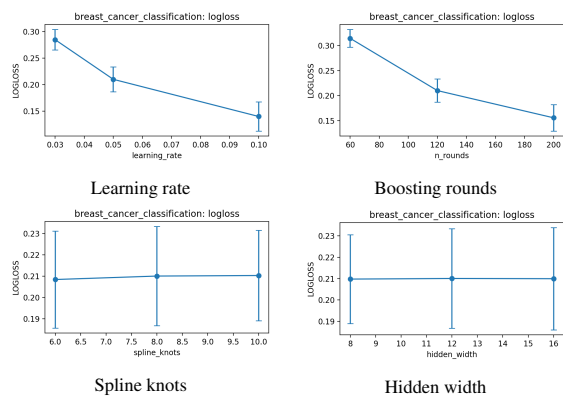 breast_cancer_classification: logloss
LOGLOSS
0.30
0.25
0.20
0.15
0.03 0.04 0.05 0.06 0.07 0.08 0.09 0.10
learning_rate
Learning rate
breast_cancer_classification: logloss
LOGLOSS
0.30
0.25
0.20
0.15
60 80 100 120 140 160 180 200
n_rounds
Boosting rounds
breast_cancer_classification: logloss
LOGLOSS
0.23
0.22
0.21
0.20
0.19
6.0 6.5 7.0 7.5 8.0 8.5 9.0 9.5 10.0
spline_knots
Spline knots
breast_cancer_classification: logloss
LOGLOSS
0.23
0.22
0.21
0.20
0.19
8 9 10 11 12 13 14 15 16
hidden_width
Hidden width